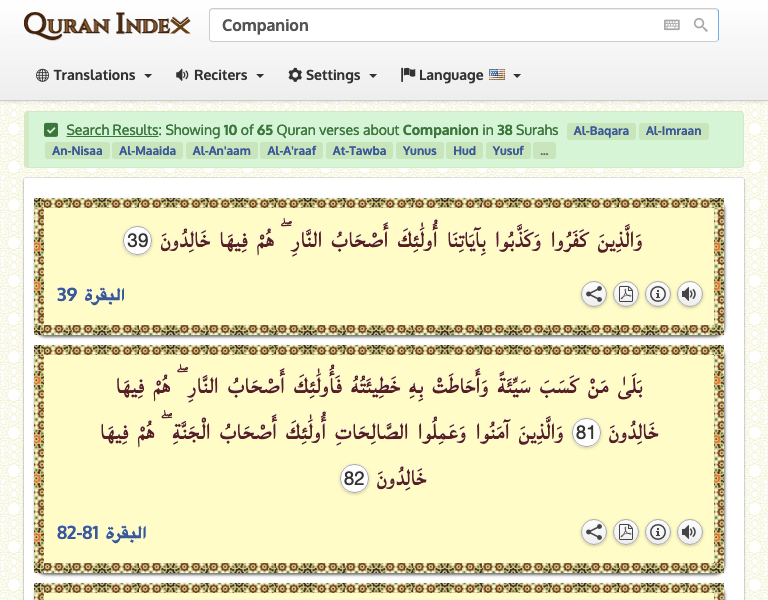 QURAN INDEX
Companion
Translations
Reciters
Settings
Language
Search Results: Showing 10 of 65 Quran verses about Companion in 38 Surahs Al-Baqara Al-Imraan
An-Nisaa Al-Maaida Al-An'aam Al-A'raaf At-Tawba Yunus Hud Yusuf ...
وَالَّذِينَ كَفَرُوا وَكَذَّبُوا بِآيَاتِنَا أُولَٰئِكَ أَصْحَابُ النَّارِ ۖ هُمْ فِيهَا خَالِدُونَ 39
البقرة 39
بَلَىٰ مَنْ كَسَبَ سَيِّئَةً وَأَحَاطَتْ بِهِ خَطِيئَتُهُ فَأُولَٰئِكَ أَصْحَابُ النَّارِ ۖ هُمْ فِيهَا
خَالِدُونَ 81 وَالَّذِينَ آمَنُوا وَعَمِلُوا الصَّالِحَاتِ أُولَٰئِكَ أَصْحَابُ الْجَنَّةِ ۖ هُمْ فِيهَا
خَالِدُونَ 82
البقرة 81-82